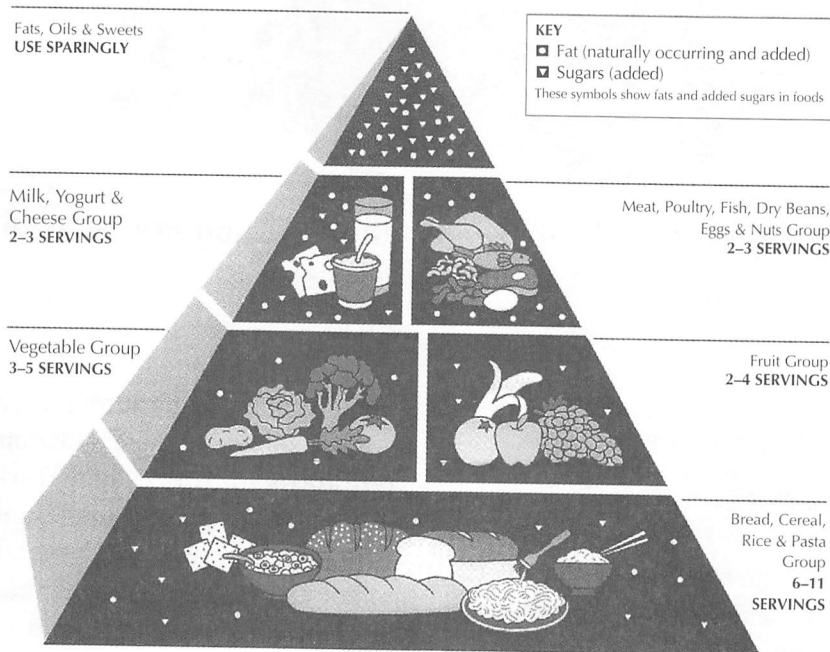 Fats, Oils & Sweets
USE SPARINGLY
KEY
Fat (naturally occurring and added)
Sugars (added)
These symbols show fats and added sugars in foods
Milk, Yogurt &
Cheese Group
2–3 SERVINGS
Meat, Poultry, Fish, Dry Beans,
Eggs & Nuts Group
2–3 SERVINGS
Vegetable Group
3–5 SERVINGS
Fruit Group
2–4 SERVINGS
Bread, Cereal,
Rice & Pasta
Group
6–11
SERVINGS